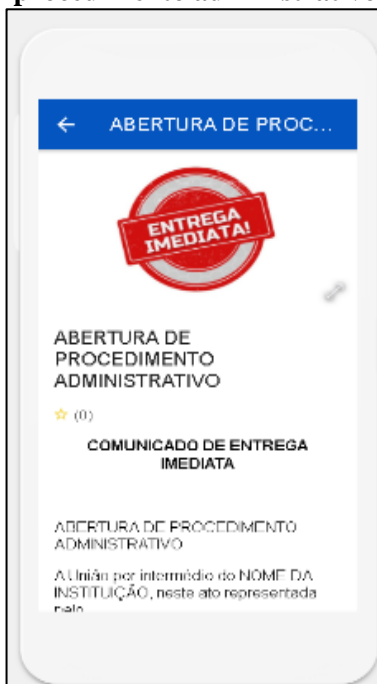 ABERTURA DE PROC...
ENTREGA
IMEDIATA!
ABERTURA DE
PROCEDIMENTO
ADMINISTRATIVO
(0)
COMUNICADO DE ENTREGA
IMEDIATA
ABERTURA DE PROCEDIMENTO
ADMINISTRATIVO
A União por intermédio do NOME DA
INSTITUIÇÃO, neste ato representada